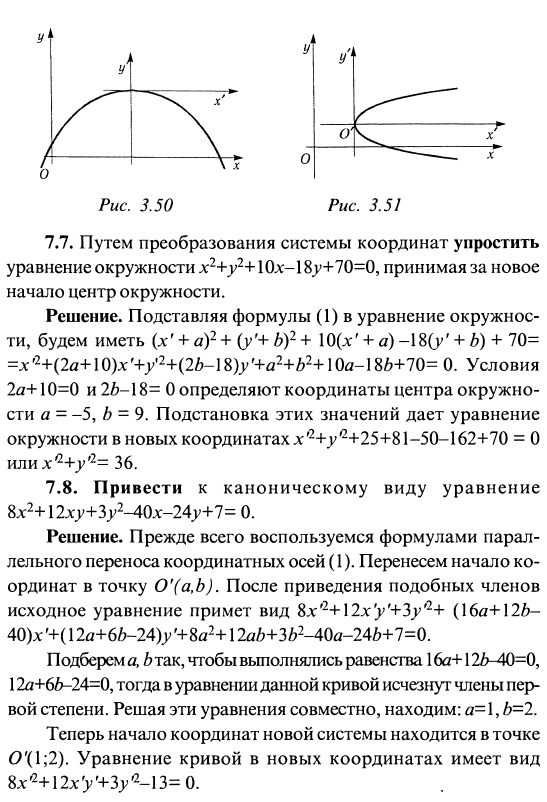 y
y'
x'
O
x
y
y'
O'
x'
O
x
Рис. 3.50
Рис. 3.51
7.7. Путем преобразования системы координат упростить
уравнение окружности x²+y²+10x–18y+70=0, принимая за новое
начало центр окружности.
Решение. Подставляя формулы (1) в уравнение окружнос-
ти, будем иметь (x' + a)² + (y'+ b)² + 10(x' + a) –18(y' + b) + 70=
=x'²+(2a+10)x'+y'²+(2b–18)y'+a²+b²+10a–18b+70= 0. Условия
2a+10=0 и 2b–18= 0 определяют координаты центра окружно-
сти a = –5, b = 9. Подстановка этих значений дает уравнение
окружности в новых координатах x'²+y'²+25+81–50–162+70 = 0
или x'²+y'²= 36.
7.8. Привести к каноническому виду уравнение
8x²+12xy+3y²–40x–24y+7= 0.
Решение. Прежде всего воспользуемся формулами парал-
лельного переноса координатных осей (1). Перенесем начало ко-
ординат в точку O'(a,b). После приведения подобных членов
исходное уравнение примет вид 8x'²+12x'y'+3y'²+ (16a+12b–
40)x'+(12a+6b–24)y'+8a²+12ab+3b²–40a–24b+7=0.
Подберем a, b так, чтобы выполнялись равенства 16a+12b–40=0,
12a+6b–24=0, тогда в уравнении данной кривой исчезнут члены пер-
вой степени. Решая эти уравнения совместно, находим: a=1, b=2.
Теперь начало координат новой системы находится в точке
O'(1;2). Уравнение кривой в новых координатах имеет вид
8x'²+12x'y'+3y'²–13= 0.